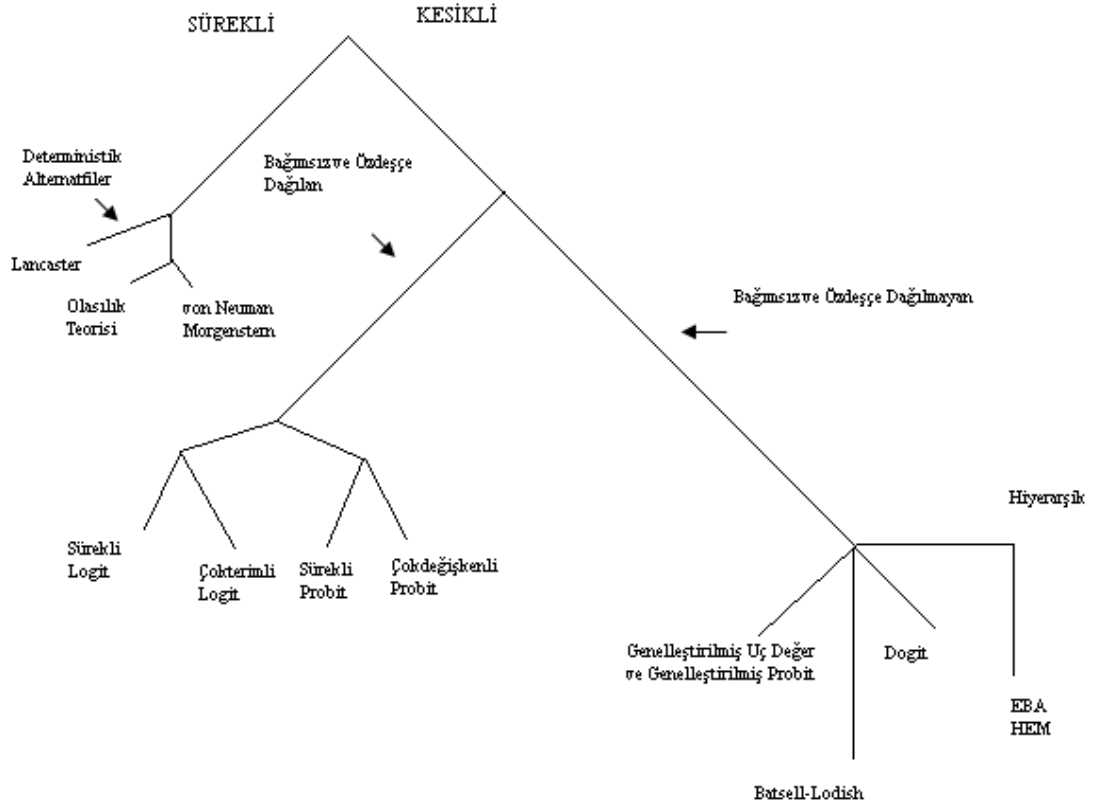 SÜREKLİ
KESİKLİ
Deterministik
Alternatfiler
Bağımsız ve Özdeşçe
Dağılan
Lancaster
Olasılık
Teorisi
von Neuman
Morgenstern
Bağımsız ve Özdeşçe Dağılmayan
Hiyerarşik
Sürekli
Logit
Çokterimli
Logit
Sürekli
Probit
Çokdeğişkenli
Probit
Genelleştirilmiş Uç Değer
ve Genelleştirilmiş Probit
Dogit
EBA
HEM
Batsell-Lodish